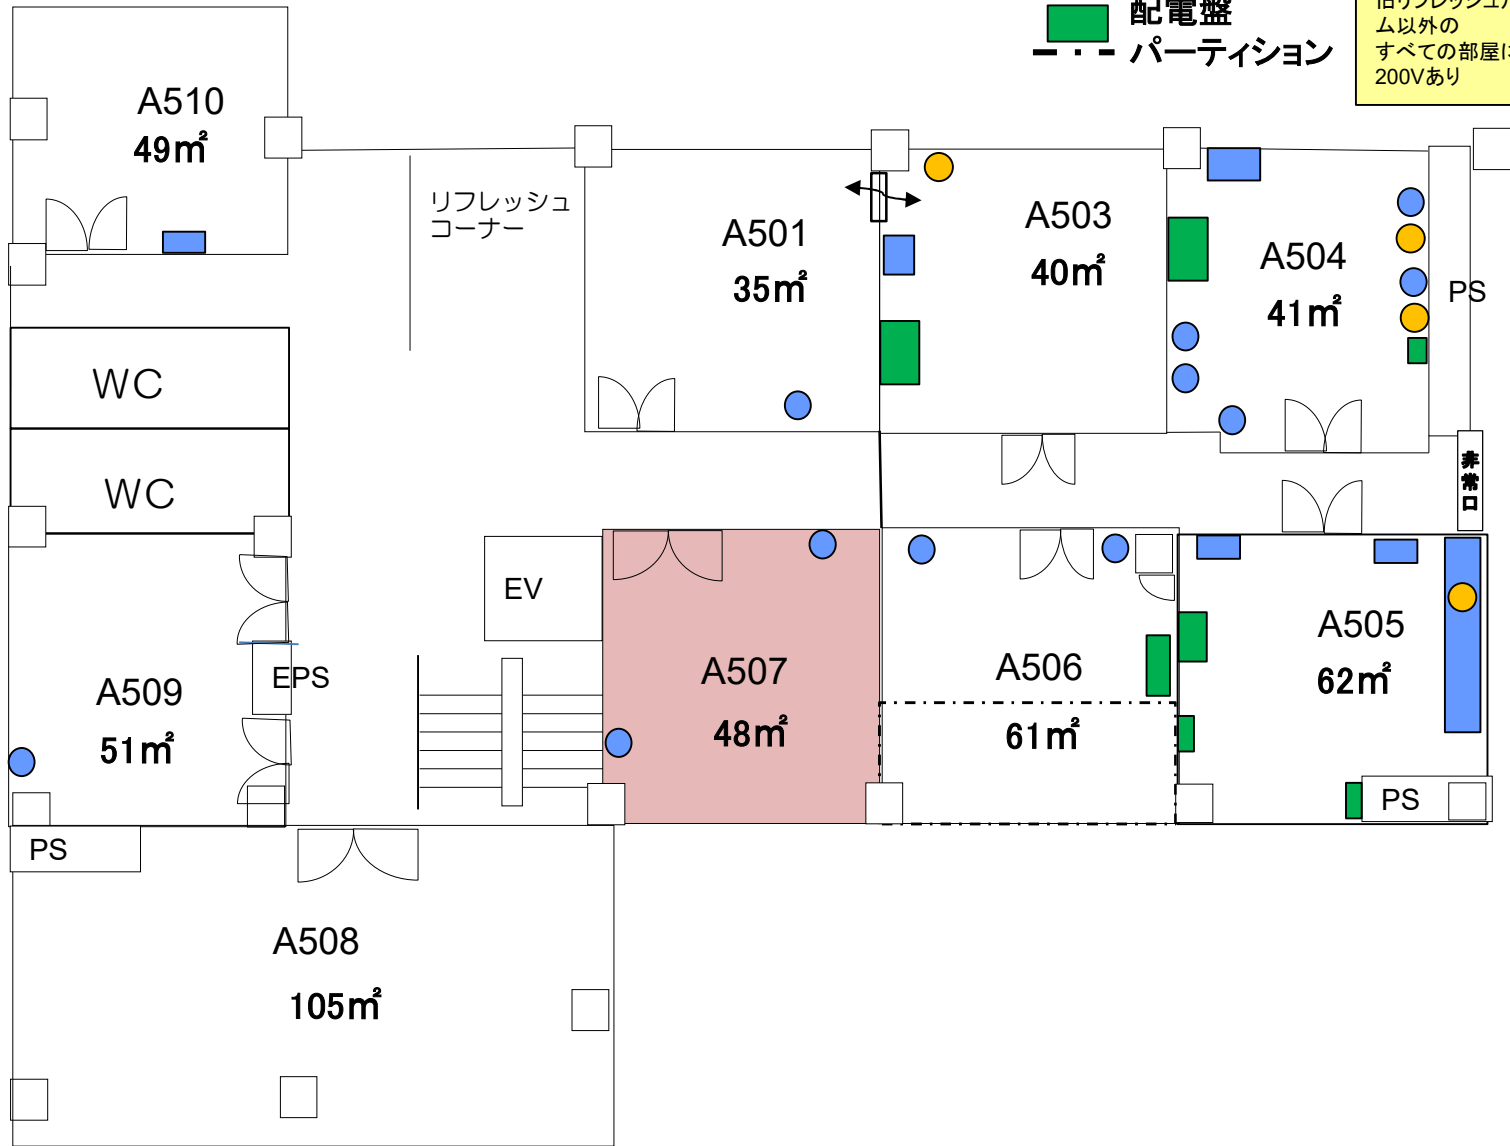 配電盤
パーティション
ム以外の
すべての部屋に
200Vあり
A510
49㎡
リフレッシュ
コーナー
A501
35㎡
A503
40㎡
A504
41㎡
PS
WC
WC
非常口
EV
A507
48㎡
A506
61㎡
A505
62㎡
PS
A509
51㎡
EPS
PS
A508
105㎡